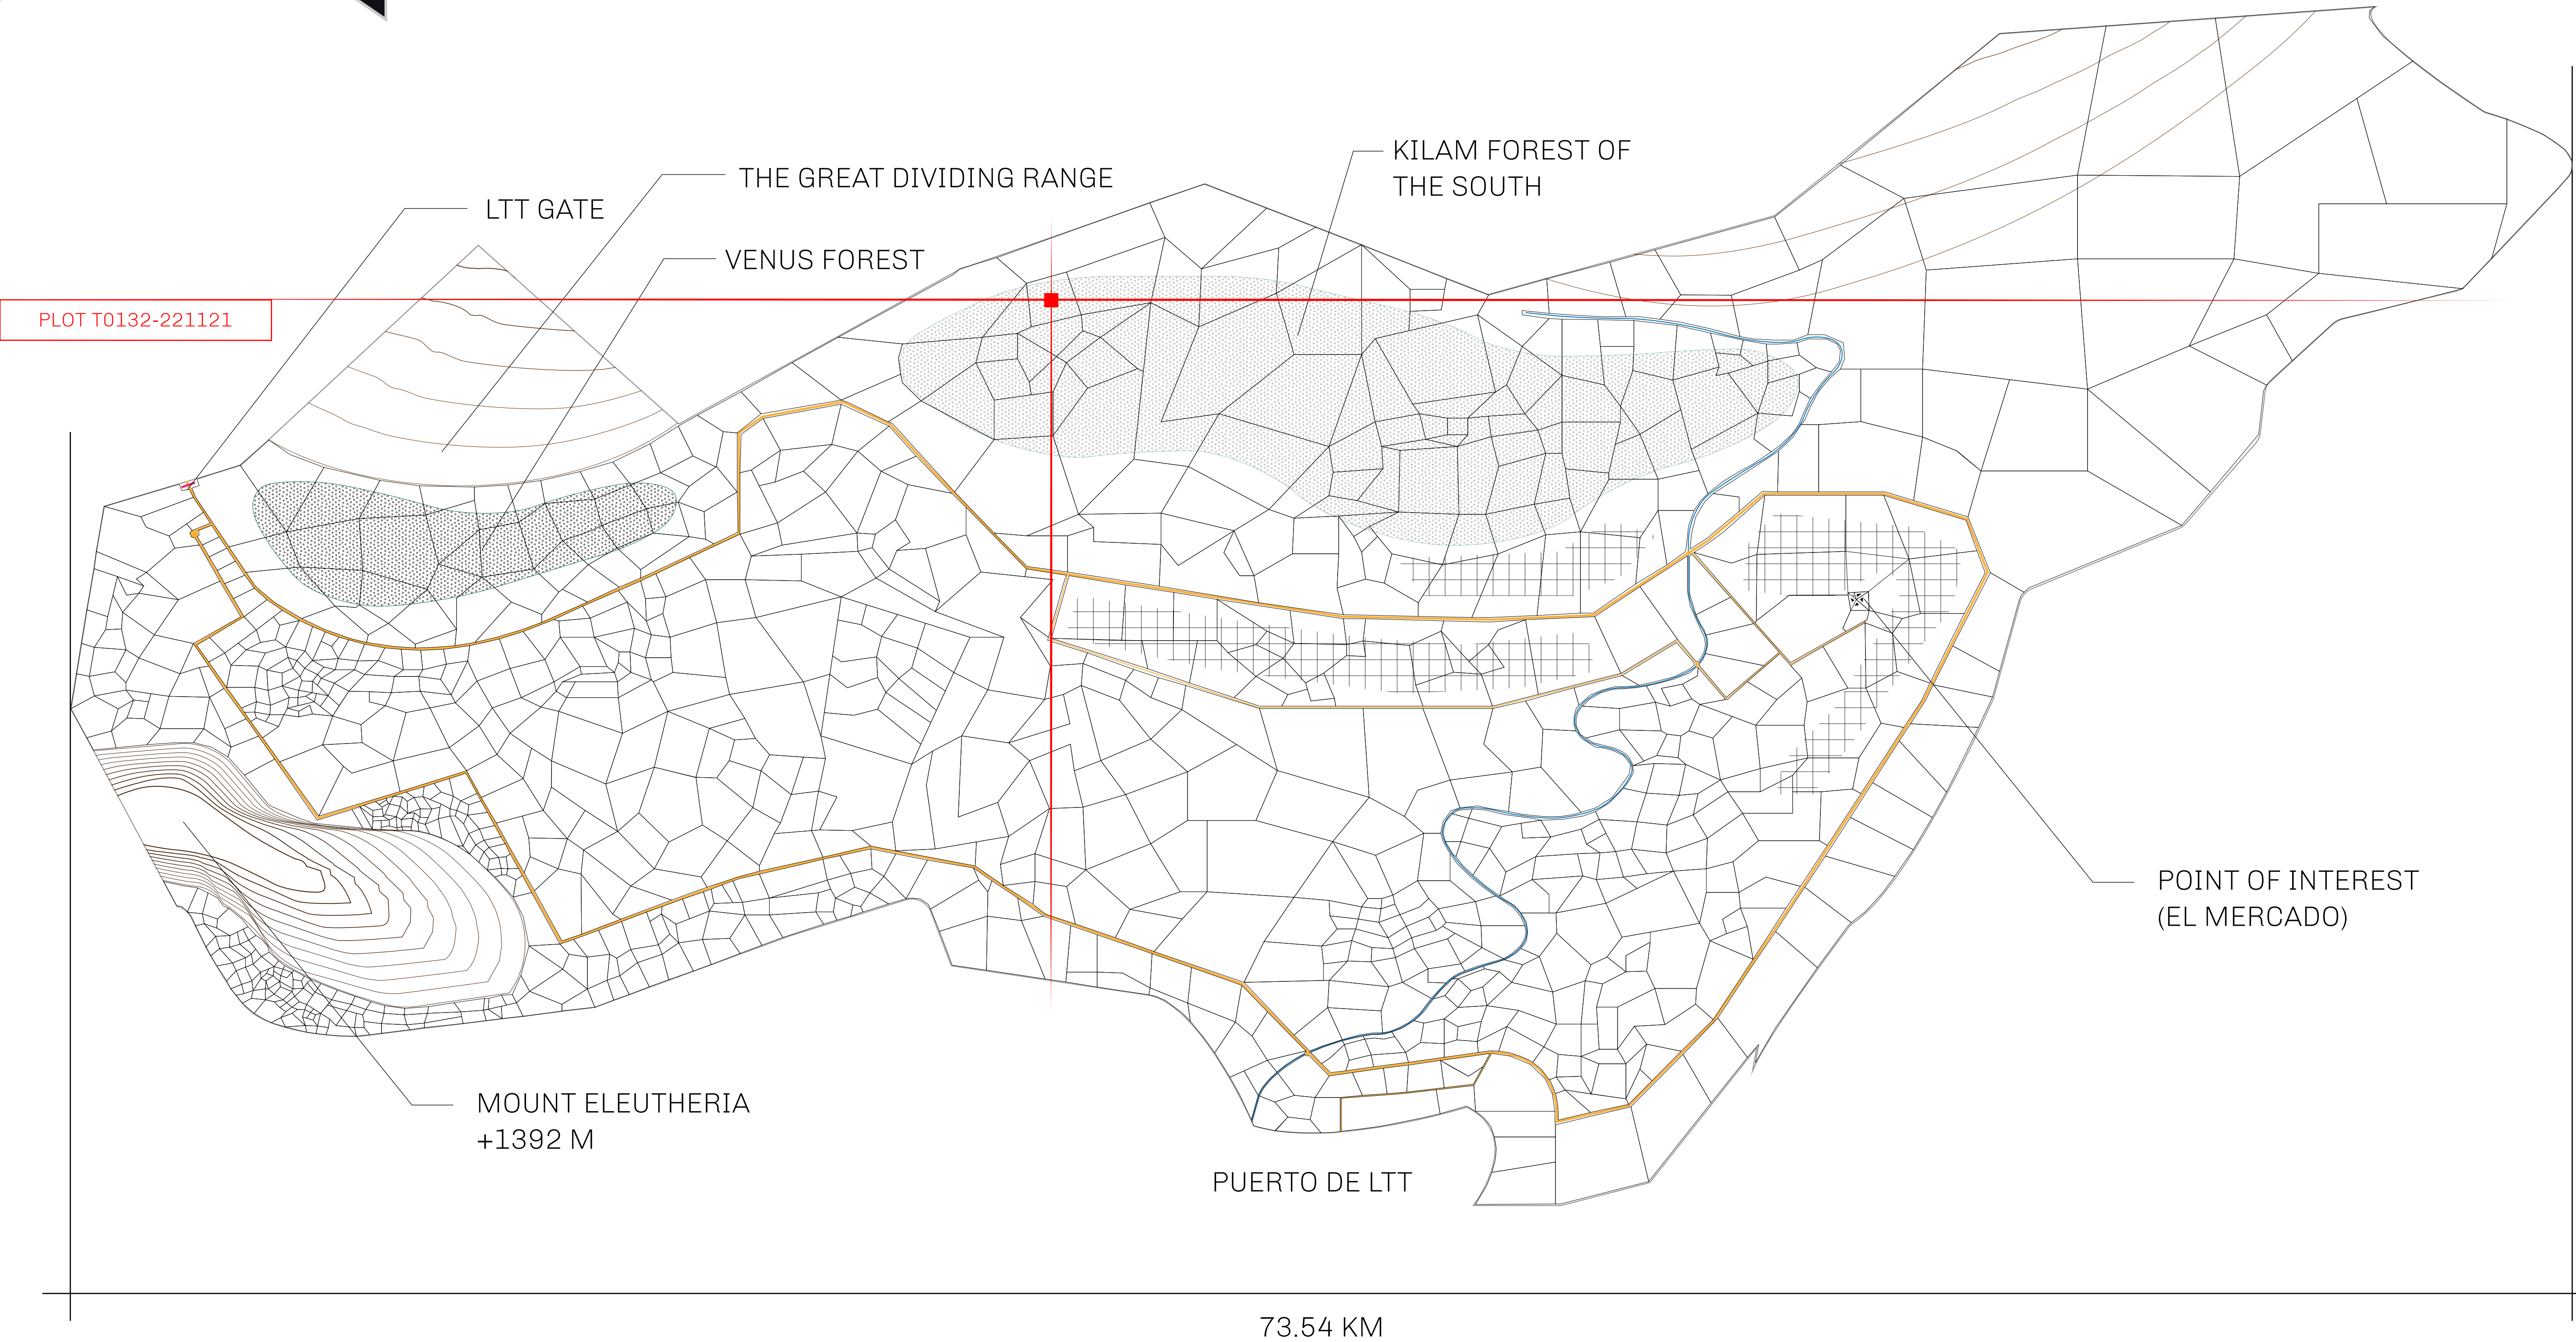 KILAM FOREST OF
THE SOUTH
THE GREAT DIVIDING RANGE
LTT GATE
VENUS FOREST
PLOT T0132-221121
POINT OF INTEREST
(EL MERCADO)
MOUNT ELEUTHERIA
+1392 M
PUERTO DE LTT
73.54 KM